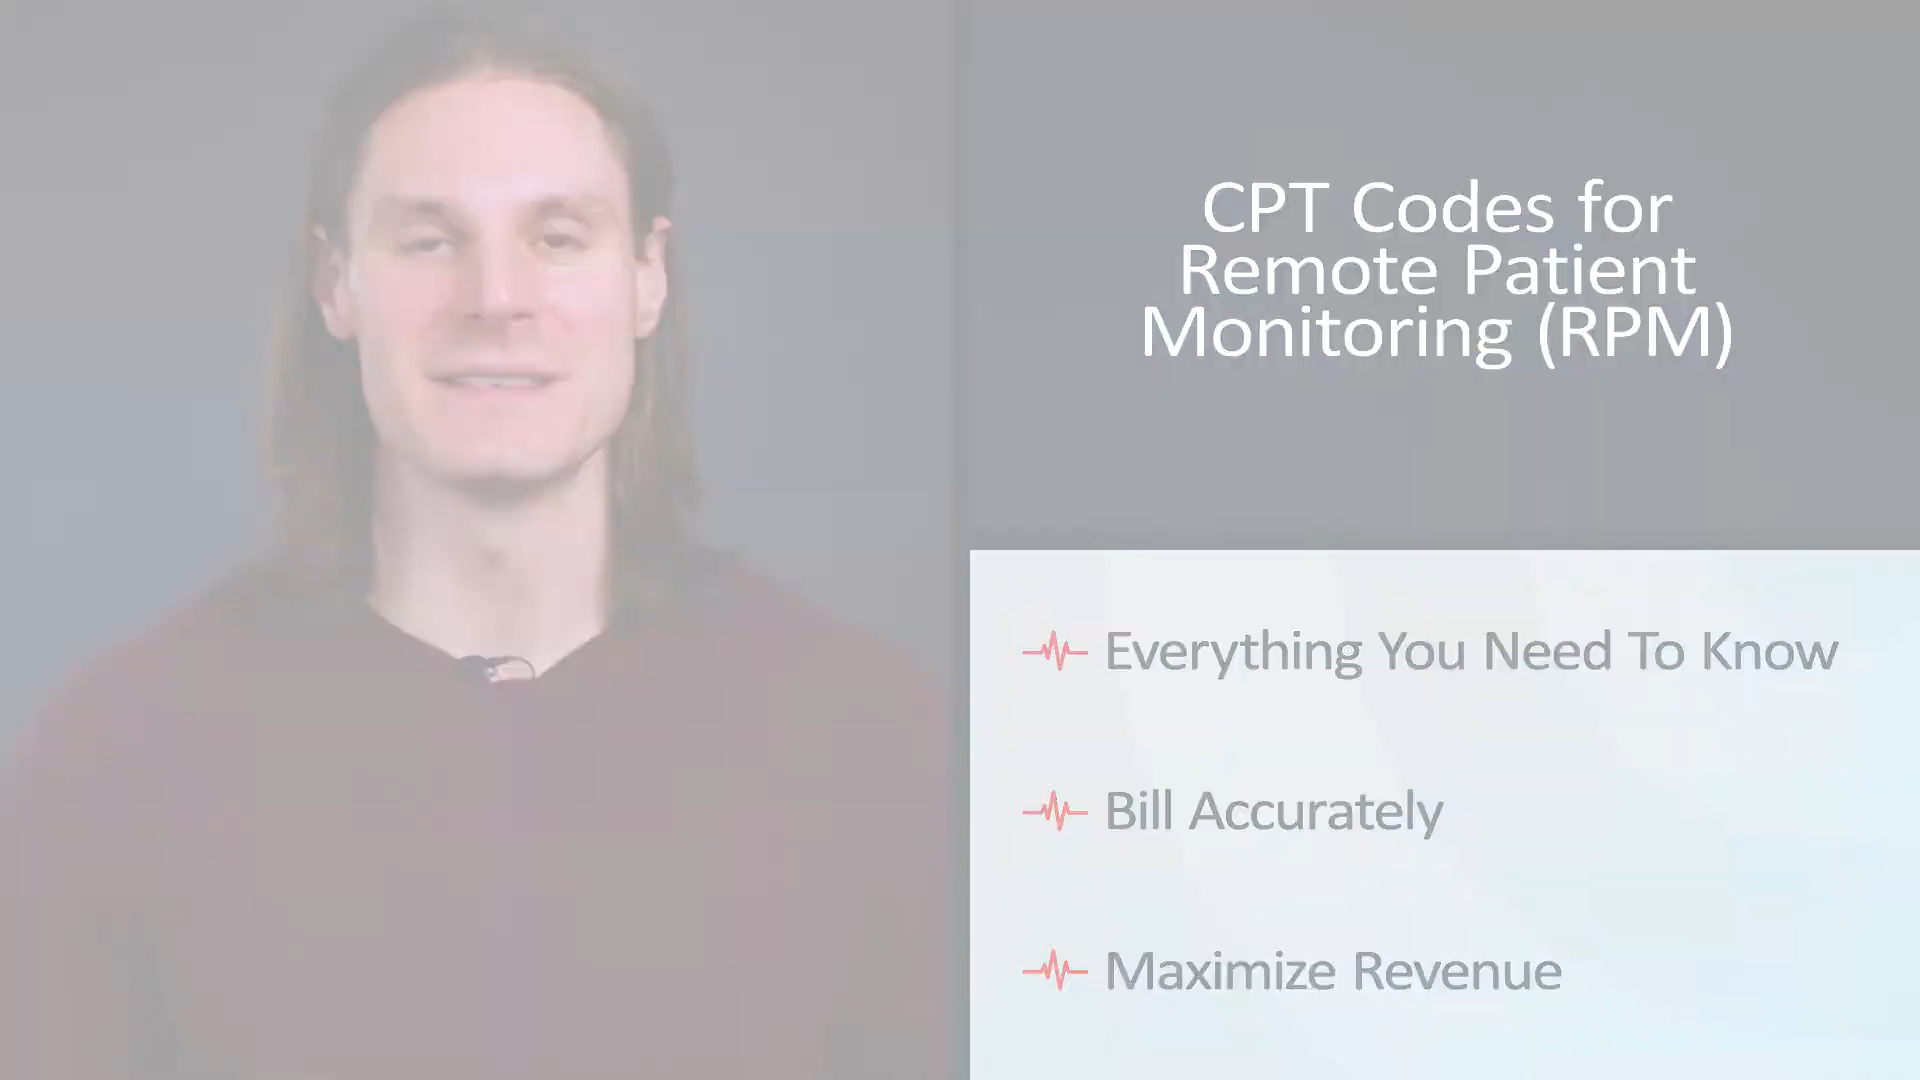 CPT Codes for
Remote Patient
Monitoring (RPM)
Everything You Need To Know
Bill Accurately
Maximize Revenue